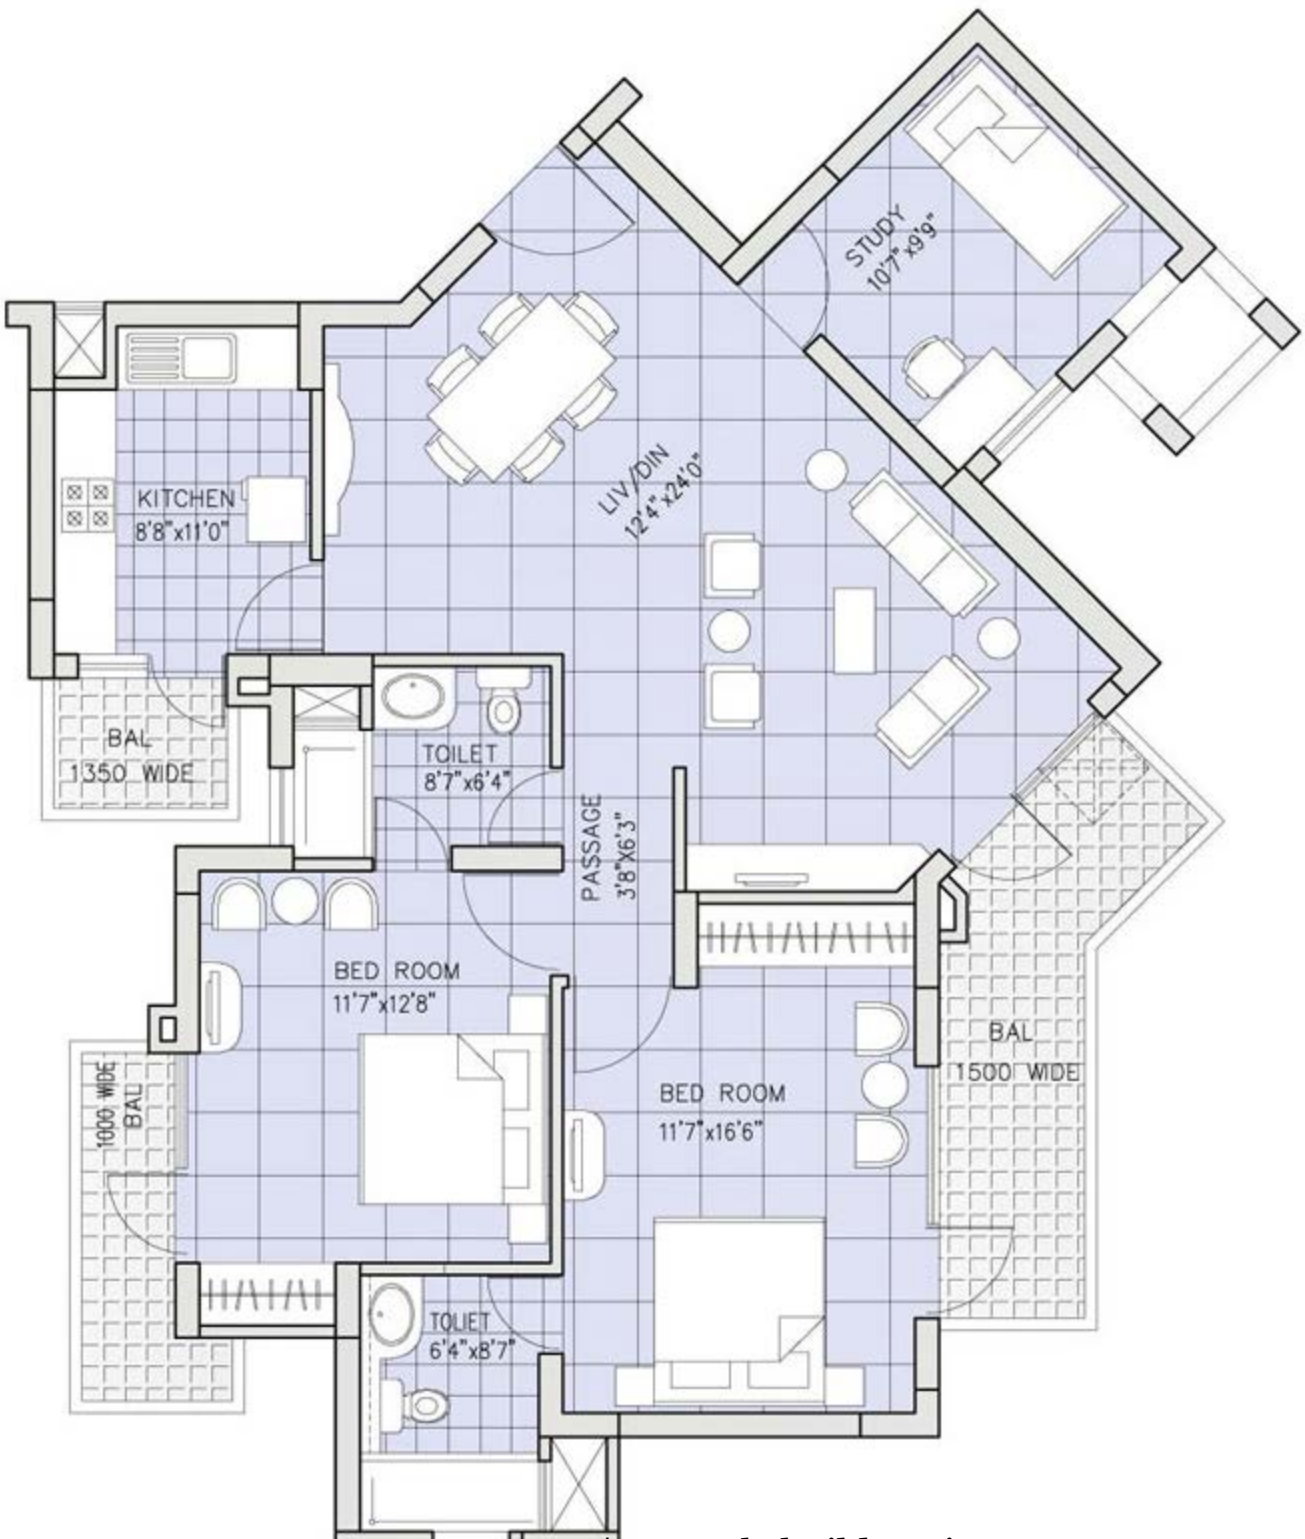 STUDY
10'7"x9'9"
LIV/DIN
12'4"x24'0"
KITCHEN
8'8"x11'0"
BAL
1350 WIDE
TOILET
8'7"x6'4"
PASSAGE
3'8"X6'3"
BED ROOM
11'7"x12'8"
1000 WIDE
BAL
BED ROOM
11'7"x16'6"
BAL
1500 WIDE
TOLIET
6'4"x8'7"